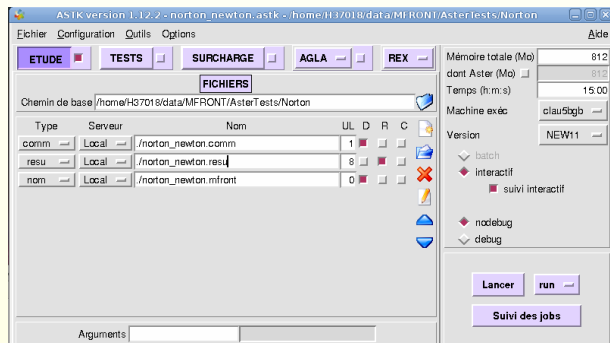 ASTK version 1.12.2 - norton_newton.astk - /home/H37018/data/MFRONT/AsterTests/Norton
Fichier Configuration Outils Options Aide
ETUDE TESTS SURCHARGE AGLA REX
FICHIERS
Chemin de base /home/H37018/data/MFRONT/AsterTests/Norton
Type Serveur Nom UL D R C
comm Local ./norton_newton.comm 1
resu Local ./norton_newton.resu 8
nom Local ./norton_newton.mfront 0
Arguments
Mémoire totale (Mo) 812
dont Aster (Mo) 812
Temps (h:m:s) 15:00
Machine exéc clau5bgb
Version NEW11
batch
interactif
suivi interactif
nodebug
debug
Lancer run
Suivi des jobs